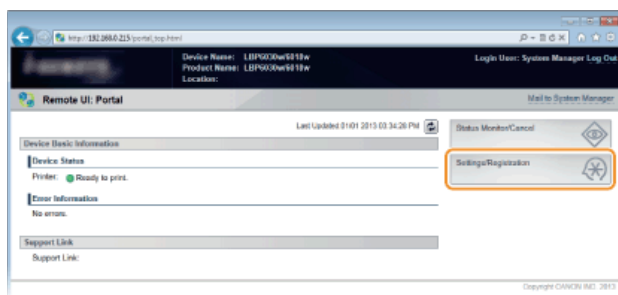 http://192.168.0.215/portal_top.html
Device Name: LBP6030w/6018w
Product Name: LBP6030w/6018w
Location:
Login User: System Manager Log Out
Remote UI: Portal
Mail to System Manager
Last Updated 01/01 2013 03:34:28 PM
Device Basic Information
Device Status
Printer: Ready to print.
Error Information
No errors.
Support Link
Support Link:
Status Monitor/Cancel
Settings/Registration
Copyright CANON INC. 2013